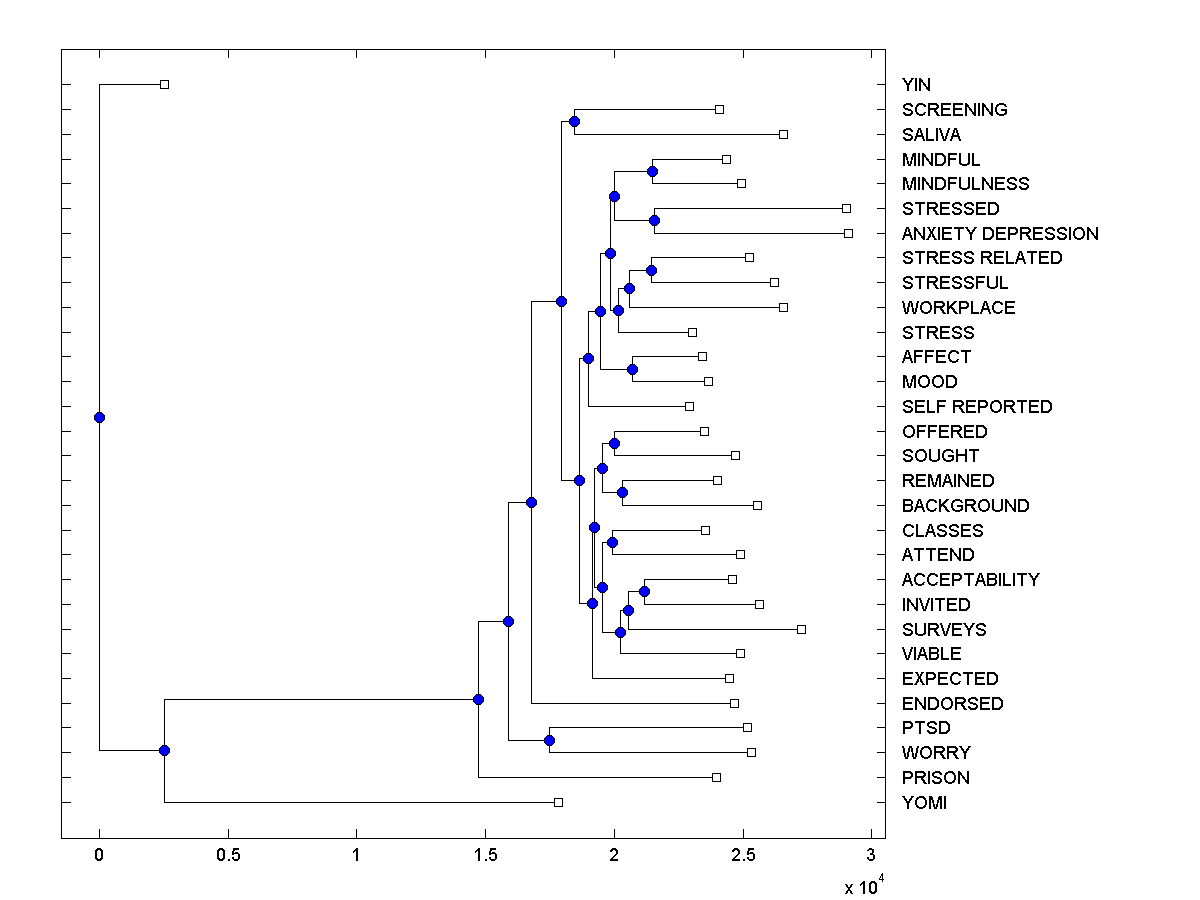 YIN
SCREENING
SALIVA
MINDFUL
MINDFULNESS
STRESSED
ANXIETY DEPRESSION
STRESS RELATED
STRESSFUL
WORKPLACE
STRESS
AFFECT
MOOD
SELF REPORTED
OFFERED
SOUGHT
REMAINED
BACKGROUND
CLASSES
ATTEND
ACCEPTABILITY
INVITED
SURVEYS
VIABLE
EXPECTED
ENDORSED
PTSD
WORRY
PRISON
YOMI
0 0.5 1 1.5 2 2.5 3
x 10^4